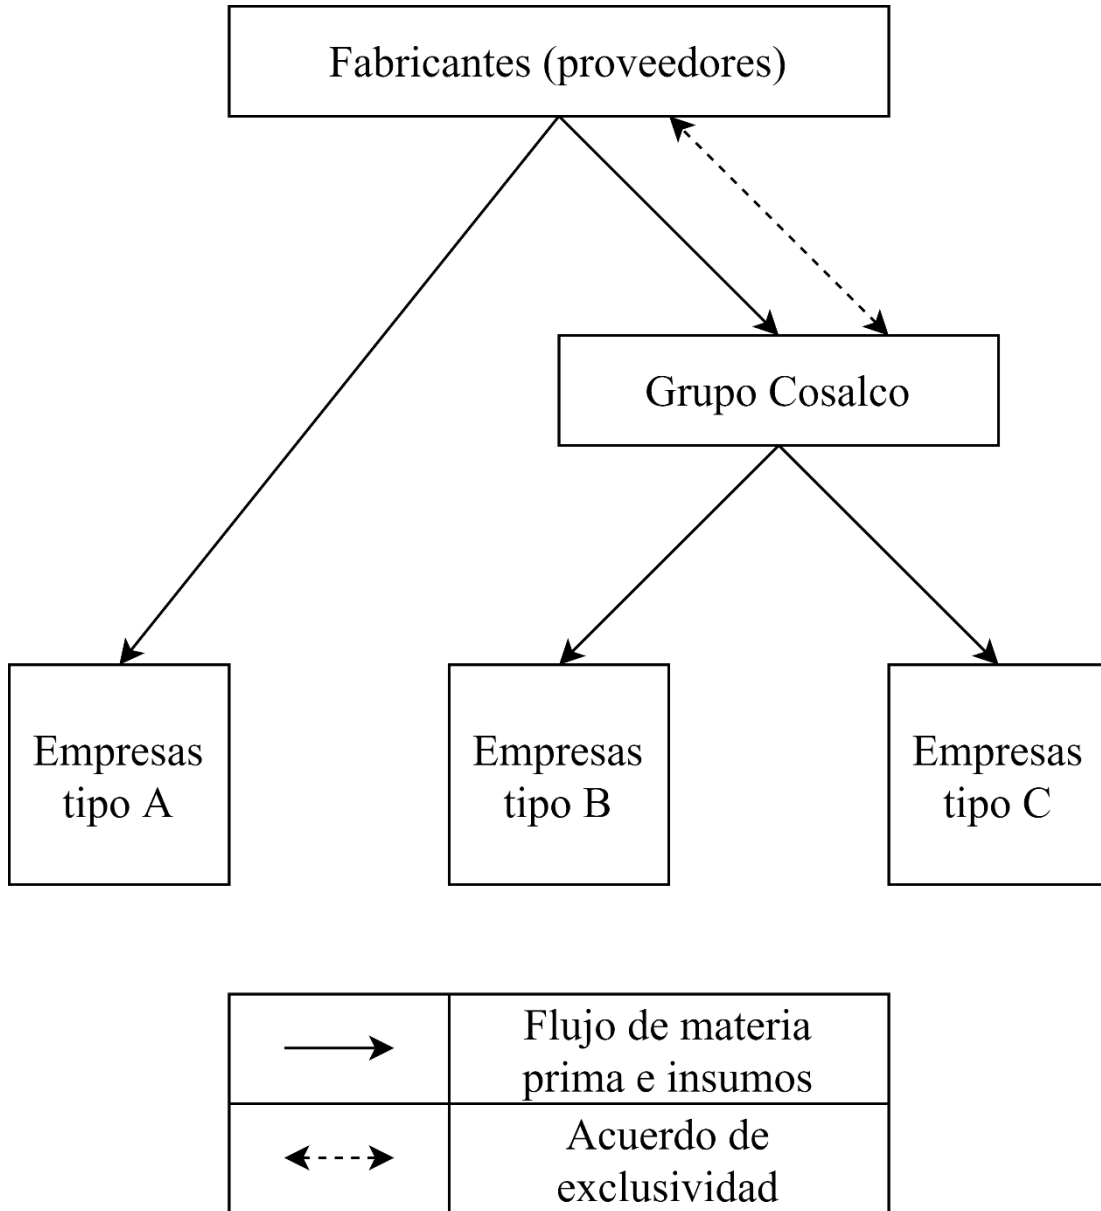 Fabricantes (proveedores)
Grupo Cosalco
Empresas
tipo A
Empresas
tipo B
Empresas
tipo C
Flujo de materia
prima e insumos
Acuerdo de
exclusividad